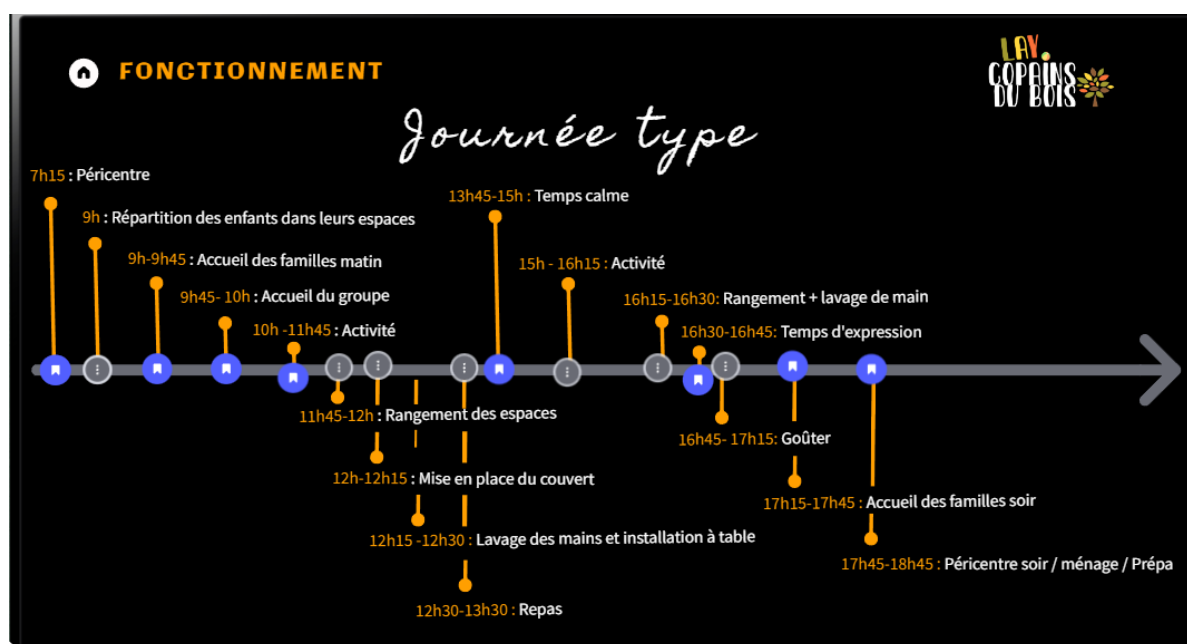 FONCTIONNEMENT
LAV.
COPAINS
DU BOIS
Journée type
7h15 : Péricentre
9h : Répartition des enfants dans leurs espaces
9h-9h45 : Accueil des familles matin
9h45- 10h : Accueil du groupe
10h -11h45 : Activité
11h45-12h : Rangement des espaces
12h-12h15 : Mise en place du couvert
12h15 -12h30 : Lavage des mains et installation à table
12h30-13h30 : Repas
13h45-15h : Temps calme
15h - 16h15 : Activité
16h15-16h30: Rangement + lavage de main
16h30-16h45: Temps d'expression
16h45- 17h15: Goûter
17h15-17h45 : Accueil des familles soir
17h45-18h45 : Péricentre soir / ménage / Prépa